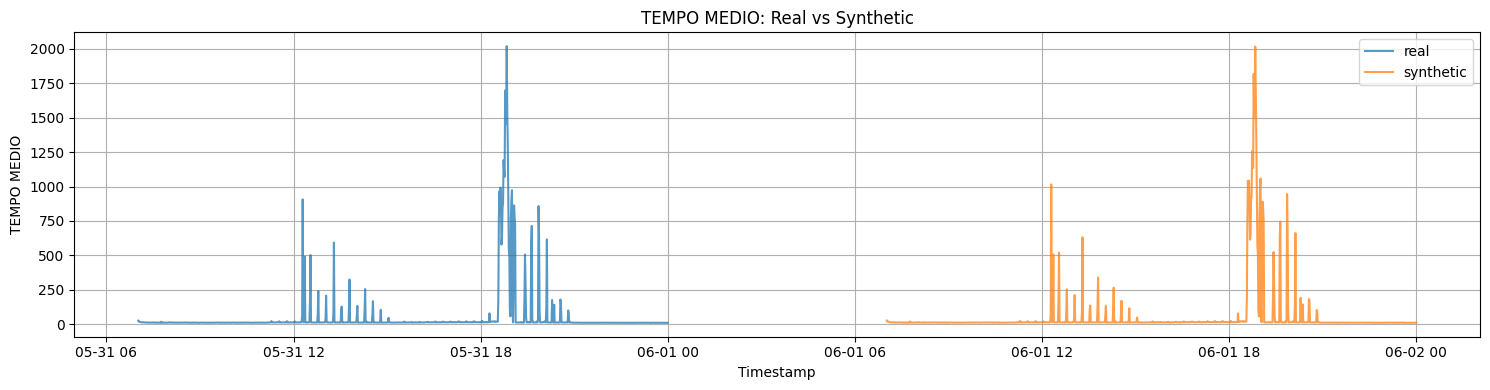 TEMPO MEDIO: Real vs Synthetic
real
synthetic
TEMPO MEDIO
2000
1750
1500
1250
1000
750
500
250
0
05-31 06 05-31 12 05-31 18 06-01 00 06-01 06 06-01 12 06-01 18 06-02 00
Timestamp